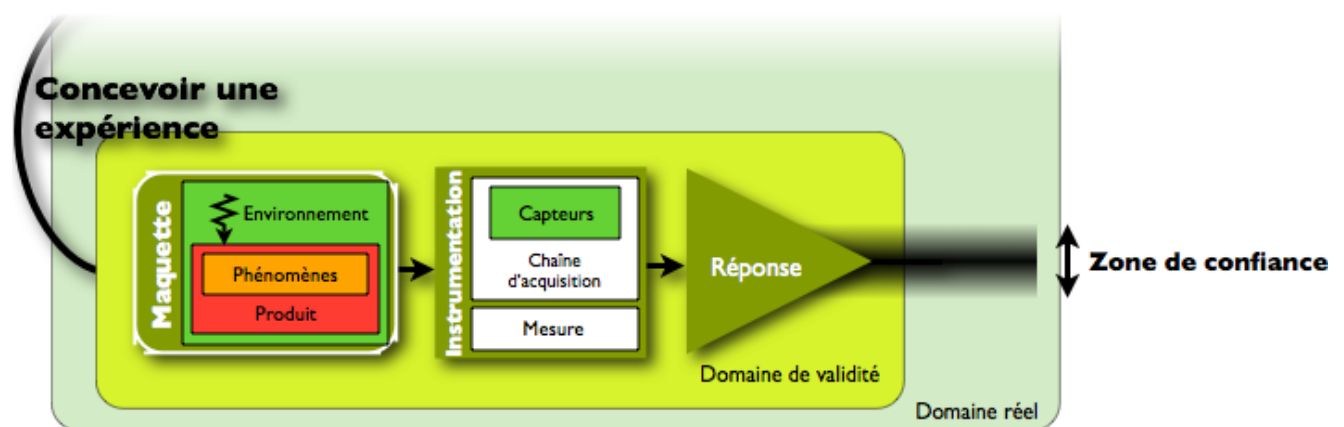 Concevoir une
expérience
Maquette
Environnement
Phénomènes
Produit
Instrumentation
Capteurs
Chaîne
d'acquisition
Mesure
Réponse
Zone de confiance
Domaine de validité
Domaine réel